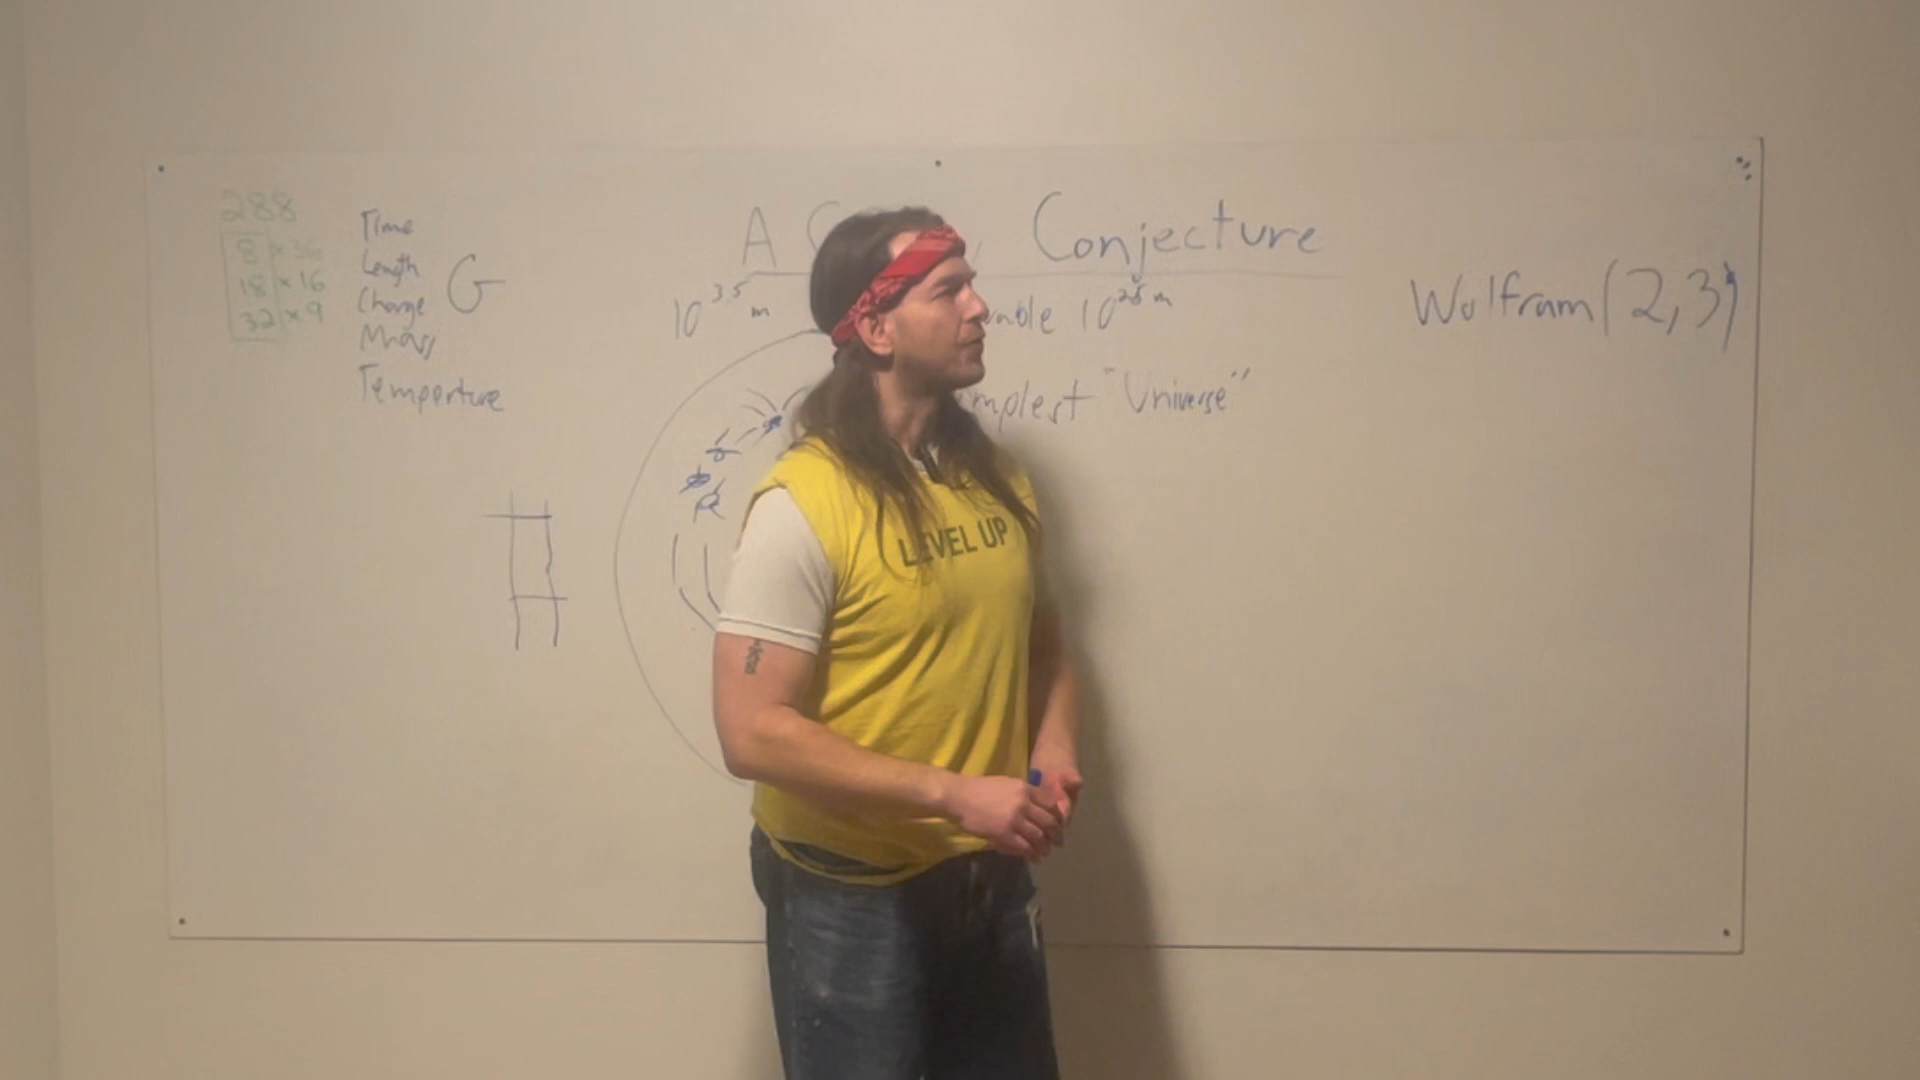 288
8 x 36
18 x 16
32 x 9
Time
Length
Charge
Mass
Temperture
G
A Conjecture
10^35 m
10^26 m
"Universe"
Wolfram (2,3)
LEVEL UP